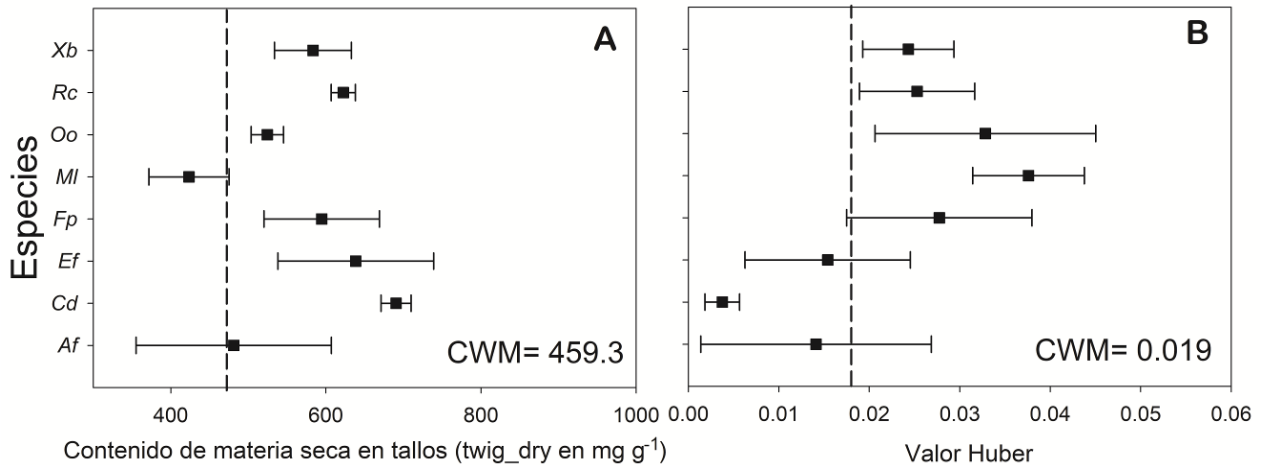 A
B
Especies
Xb
Rc
Oo
Ml
Fp
Ef
Cd
Af
CWM= 459.3
CWM= 0.019
400 600 800 1000
0.00 0.01 0.02 0.03 0.04 0.05 0.06
Contenido de materia seca en tallos (twig_dry en mg g⁻¹)
Valor Huber